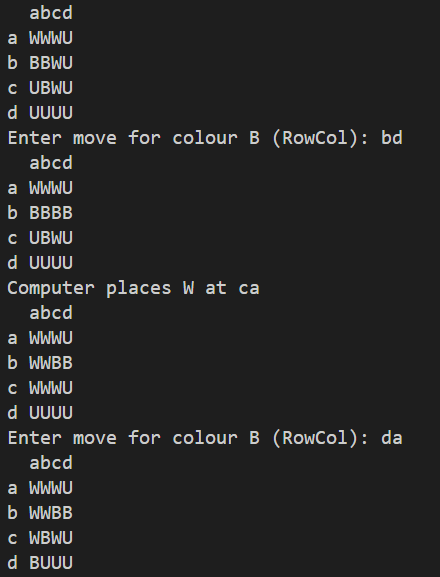 abcd
a WWWU
b BBWU
c UBWU
d UUUU
Enter move for colour B (RowCol): bd
  abcd
a WWWU
b BBBB
c UBWU
d UUUU
Computer places W at ca
  abcd
a WWWU
b WWBB
c WWWU
d UUUU
Enter move for colour B (RowCol): da
  abcd
a WWWU
b WWBB
c WBWU
d BUUU